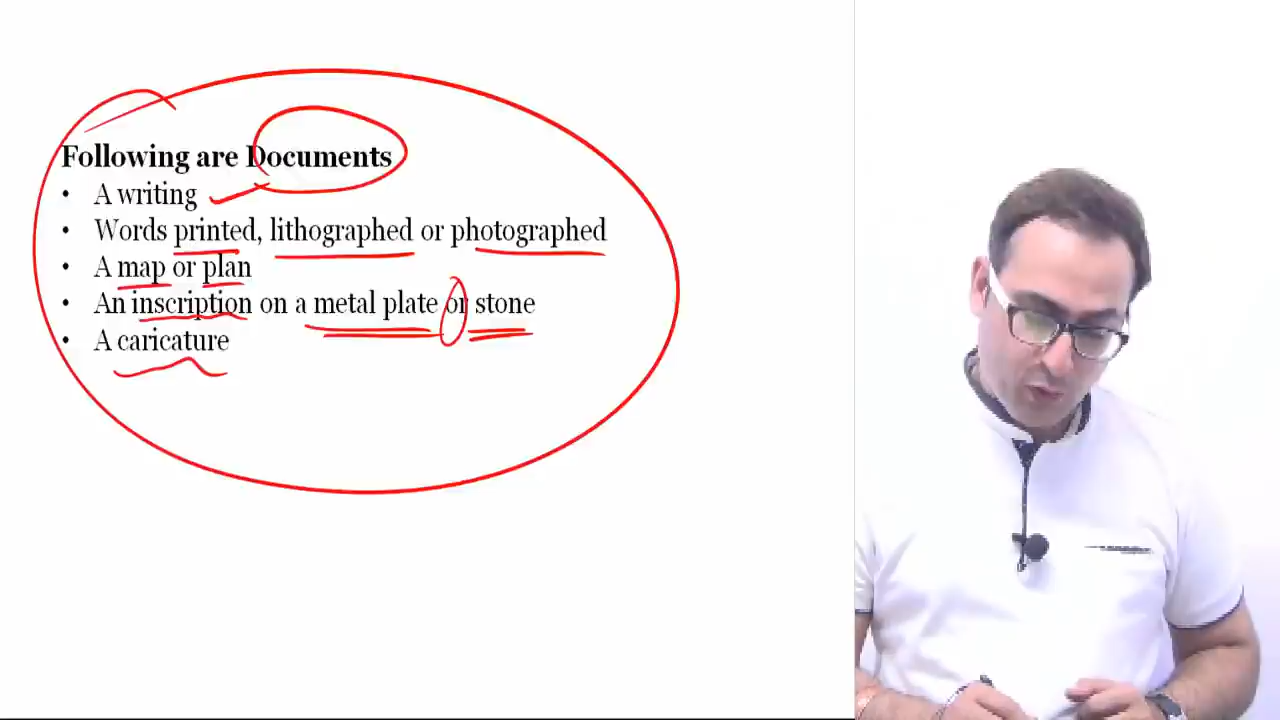 Following are Documents
• A writing
• Words printed, lithographed or photographed
• A map or plan
• An inscription on a metal plate or stone
• A caricature